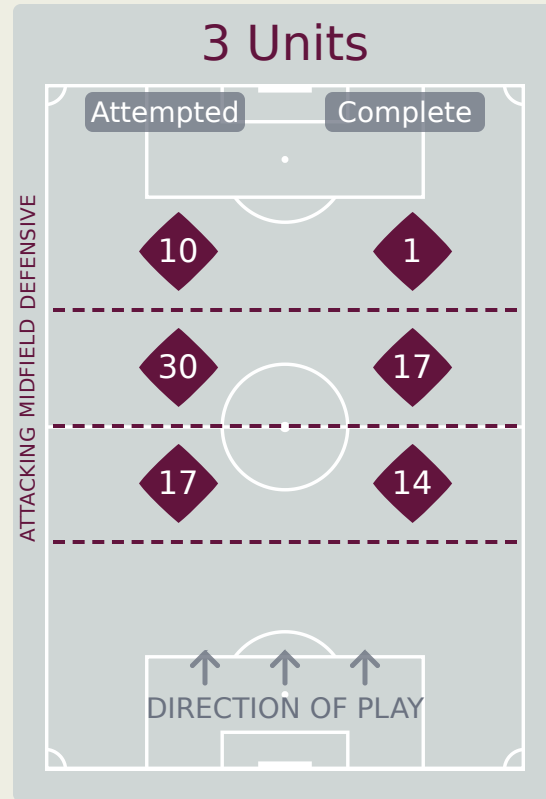 3 Units
Attempted Complete
ATTACKING MIDFIELD DEFENSIVE
10 1
30 17
17 14
DIRECTION OF PLAY